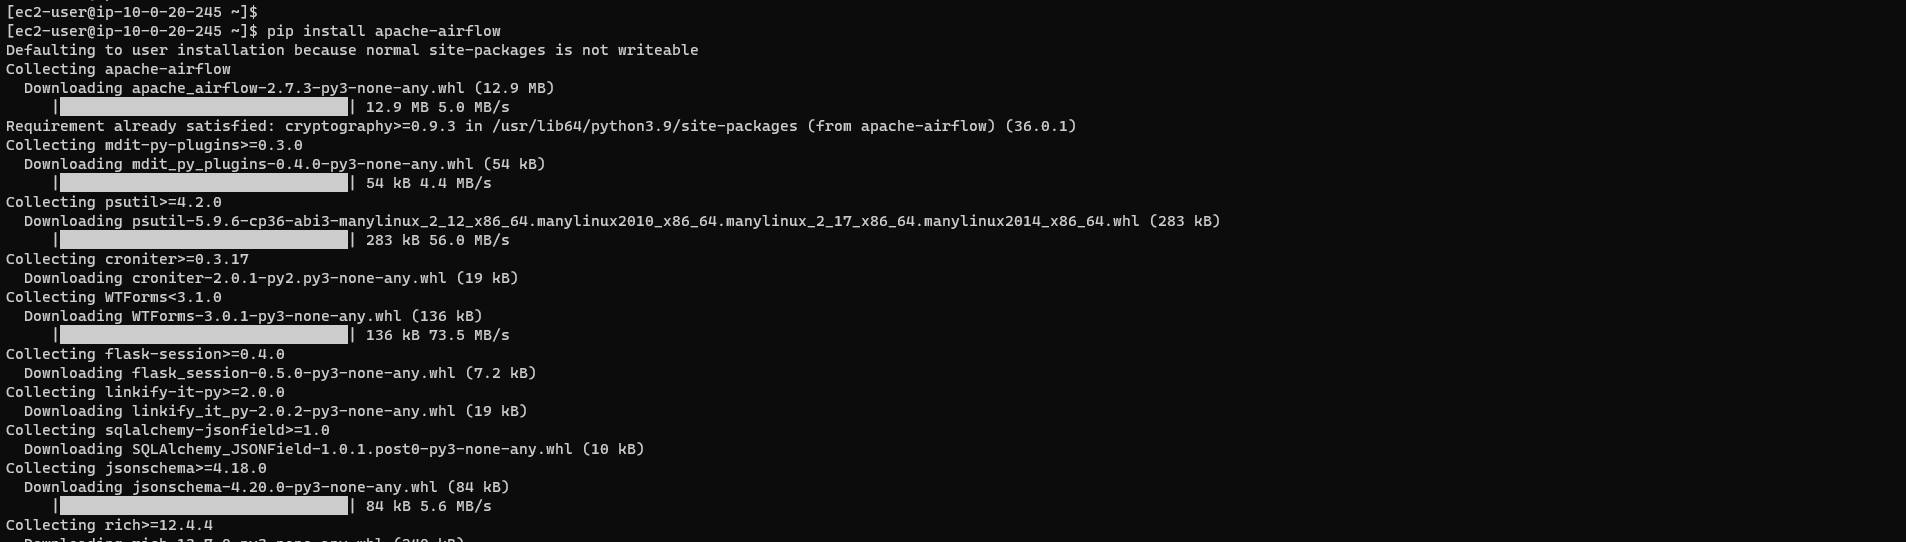 [ec2-user@ip-10-0-20-245 ~]$
[ec2-user@ip-10-0-20-245 ~]$ pip install apache-airflow
Defaulting to user installation because normal site-packages is not writeable
Collecting apache-airflow
  Downloading apache_airflow-2.7.3-py3-none-any.whl (12.9 MB)
     | | 12.9 MB 5.0 MB/s
Requirement already satisfied: cryptography>=0.9.3 in /usr/lib64/python3.9/site-packages (from apache-airflow) (36.0.1)
Collecting mdit-py-plugins>=0.3.0
  Downloading mdit_py_plugins-0.4.0-py3-none-any.whl (54 kB)
     | | 54 kB 4.4 MB/s
Collecting psutil>=4.2.0
  Downloading psutil-5.9.6-cp36-abi3-manylinux_2_12_x86_64.manylinux2010_x86_64.manylinux_2_17_x86_64.manylinux2014_x86_64.whl (283 kB)
     | | 283 kB 56.0 MB/s
Collecting croniter>=0.3.17
  Downloading croniter-2.0.1-py2.py3-none-any.whl (19 kB)
Collecting WTForms<3.1.0
  Downloading WTForms-3.0.1-py3-none-any.whl (136 kB)
     | | 136 kB 73.5 MB/s
Collecting flask-session>=0.4.0
  Downloading flask_session-0.5.0-py3-none-any.whl (7.2 kB)
Collecting linkify-it-py>=2.0.0
  Downloading linkify_it_py-2.0.2-py3-none-any.whl (19 kB)
Collecting sqlalchemy-jsonfield>=1.0
  Downloading SQLAlchemy_JSONField-1.0.1.post0-py3-none-any.whl (10 kB)
Collecting jsonschema>=4.18.0
  Downloading jsonschema-4.20.0-py3-none-any.whl (84 kB)
     | | 84 kB 5.6 MB/s
Collecting rich>=12.4.4
  Downloading rich-13.7.0-py3-none-any.whl (240 kB)